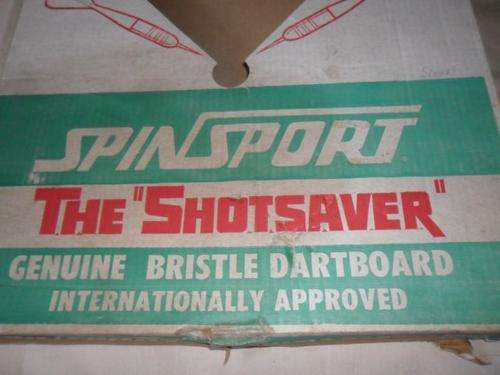 SPINSPORT
THE "SHOTSAVER"
GENUINE BRISTLE DARTBOARD
INTERNATIONALLY APPROVED